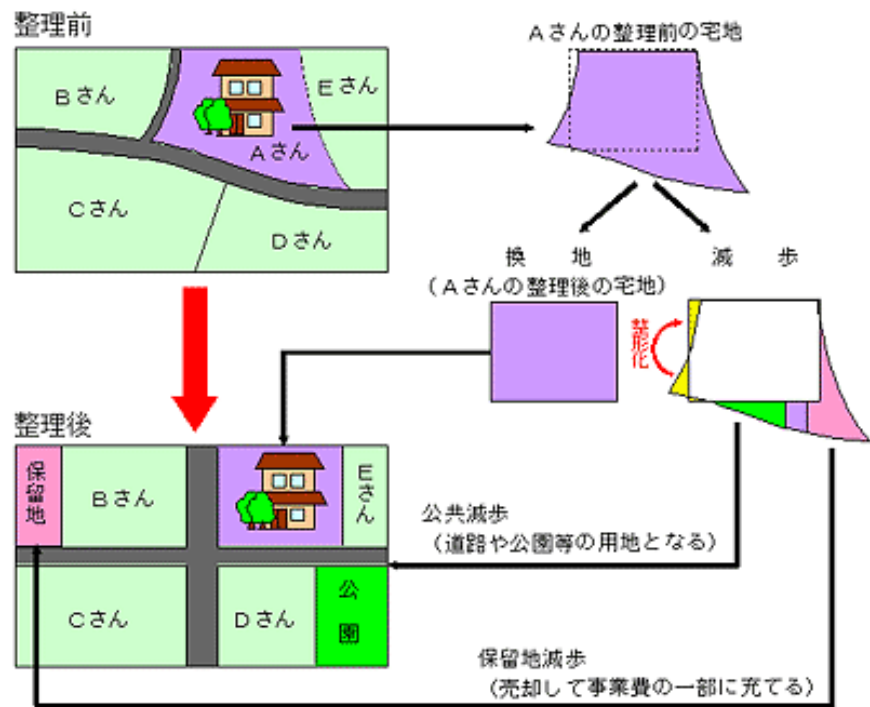 整理前
Aさんの整理前の宅地
Bさん
Eさん
Aさん
Cさん
Dさん
換地
減歩
(Aさんの整理後の宅地)
整形化
整理後
保留地
Bさん
Eさん
公共減歩
(道路や公園等の用地となる)
Cさん
Dさん
公園
保留地減歩
(売却して事業費の一部に充てる)